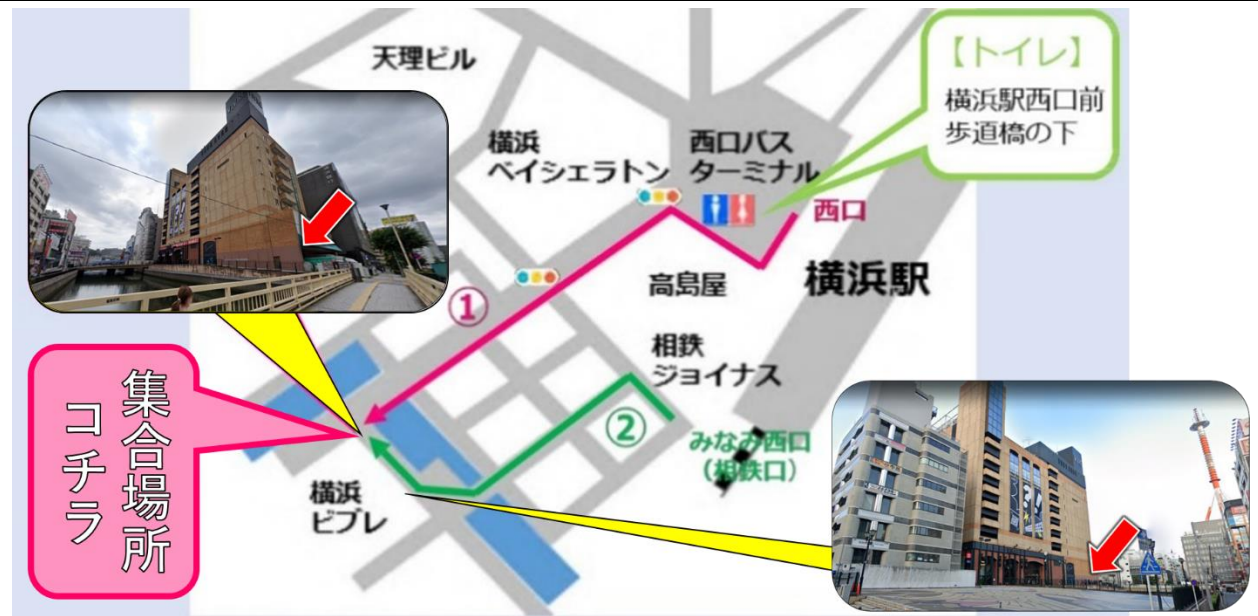 天理ビル
横浜
ベイシェラトン
西口バス
ターミナル
【トイレ】
横浜駅西口前
歩道橋の下
西口
高島屋
横浜駅
①
相鉄
ジョイナス
②
みなみ西口
（相鉄口）
集合場所
コチラ
横浜
ビブレ